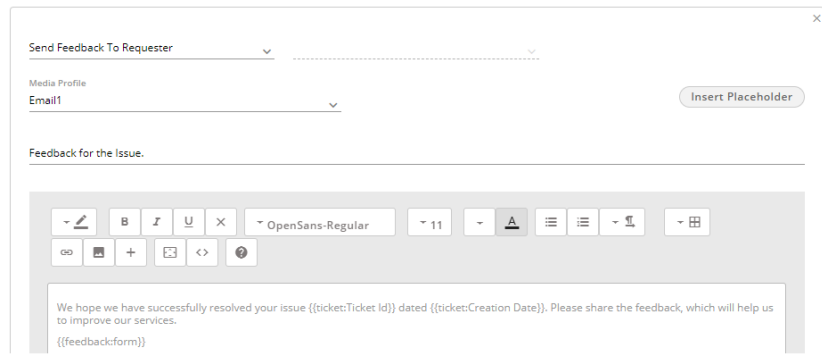 Send Feedback To Requester
Media Profile
Email1
Insert Placeholder
Feedback for the Issue.
B I U OpenSans-Regular 11 A
We hope we have successfully resolved your issue {{ticket:Ticket Id}} dated {{ticket:Creation Date}}. Please share the feedback, which will help us
to improve our services.
{{feedback:form}}